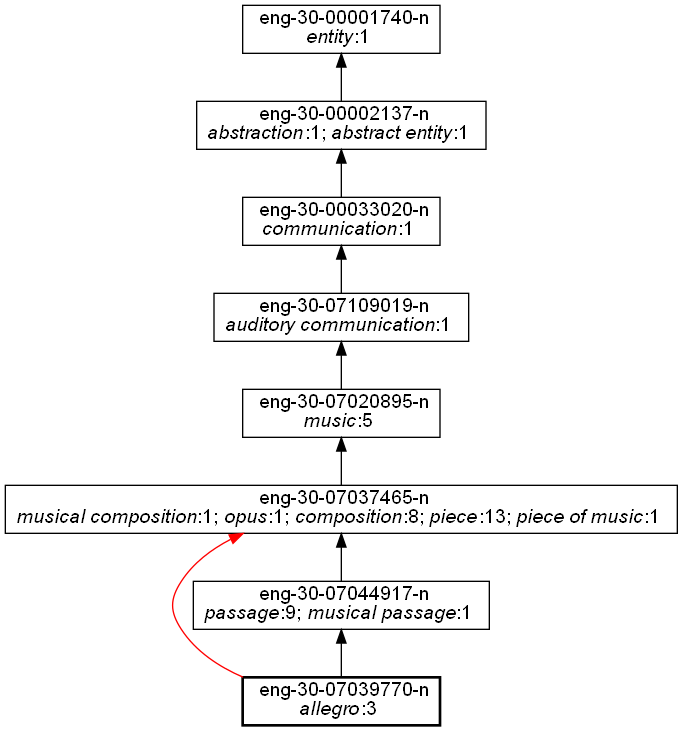 eng-30-00001740-n
entity:1
eng-30-00002137-n
abstraction:1; abstract entity:1
eng-30-00033020-n
communication:1
eng-30-07109019-n
auditory communication:1
eng-30-07020895-n
music:5
eng-30-07037465-n
musical composition:1; opus:1; composition:8; piece:13; piece of music:1
eng-30-07044917-n
passage:9; musical passage:1
eng-30-07039770-n
allegro:3